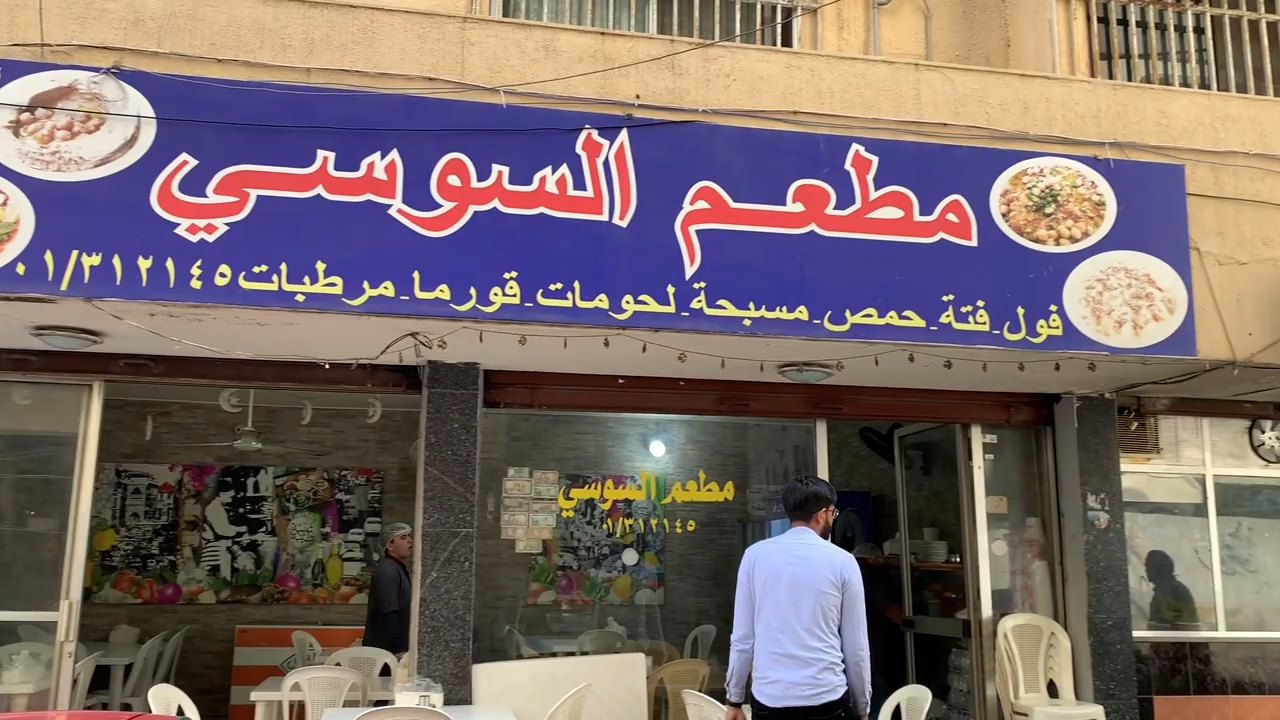 مطعم السوسي
فول - فتة - حمص - مسبحة - لحومات - قورما - مرطبات ٠١/٣١٢١٤٥
مطعم السوسي
٠١/٣١٢١٤٥